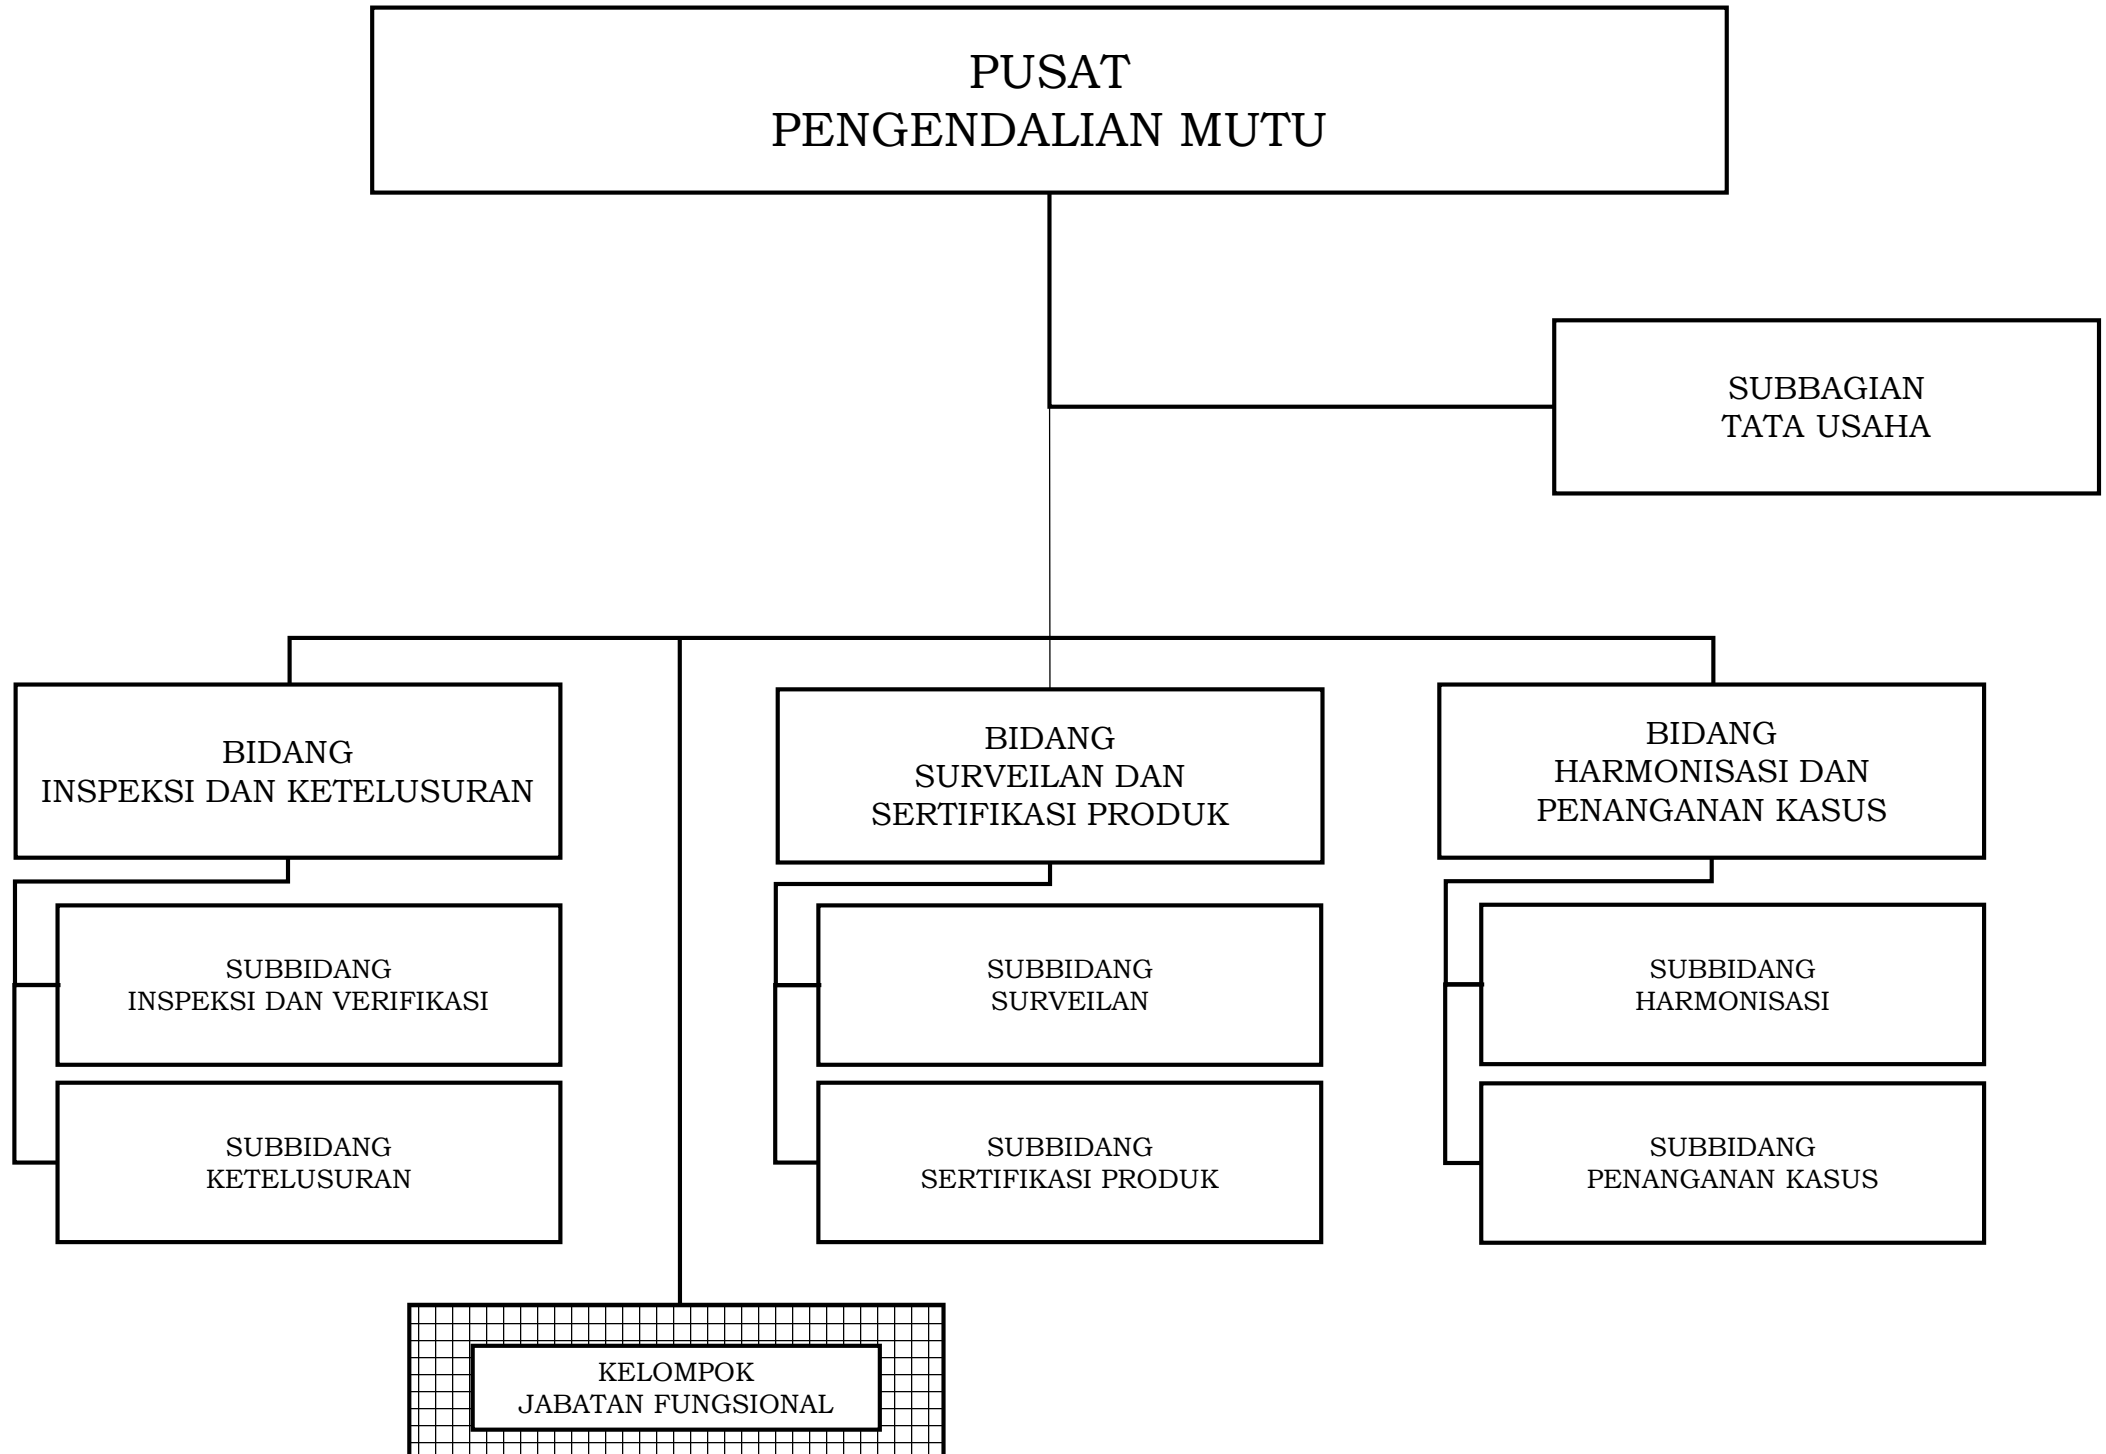 PUSAT
PENGENDALIAN MUTU
SUBBAGIAN
TATA USAHA
BIDANG
INSPEKSI DAN KETELUSURAN
BIDANG
SURVEILAN DAN
SERTIFIKASI PRODUK
BIDANG
HARMONISASI DAN
PENANGANAN KASUS
SUBBIDANG
INSPEKSI DAN VERIFIKASI
SUBBIDANG
SURVEILAN
SUBBIDANG
HARMONISASI
SUBBIDANG
KETELUSURAN
SUBBIDANG
SERTIFIKASI PRODUK
SUBBIDANG
PENANGANAN KASUS
KELOMPOK
JABATAN FUNGSIONAL